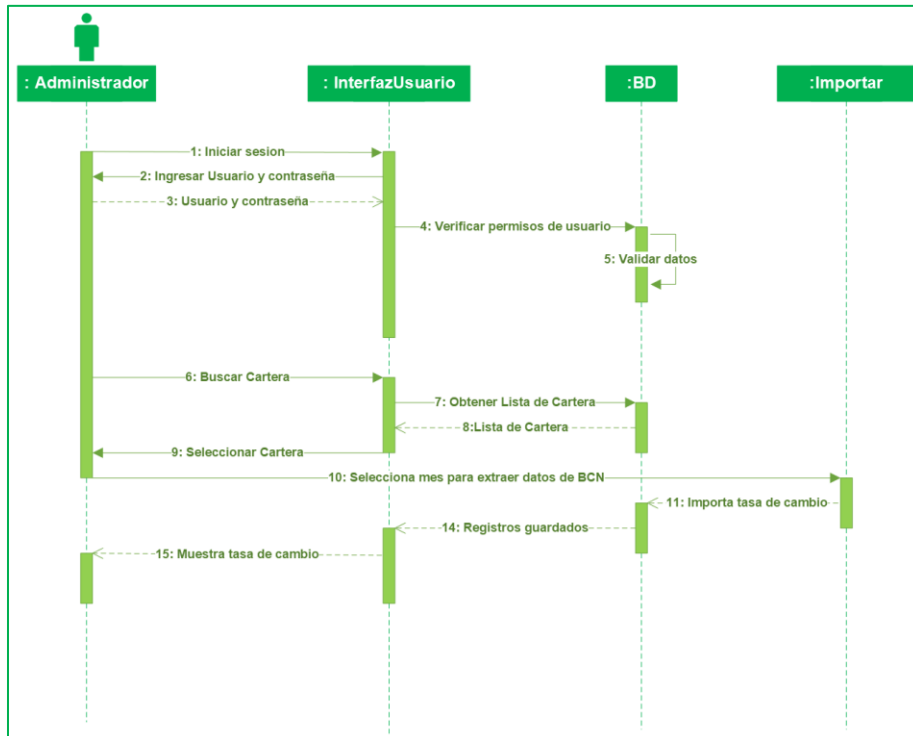 : Administrador
: InterfazUsuario
:BD
:Importar
1: Iniciar sesion
2: Ingresar Usuario y contraseña
3: Usuario y contraseña
4: Verificar permisos de usuario
5: Validar datos
6: Buscar Cartera
7: Obtener Lista de Cartera
8:Lista de Cartera
9: Seleccionar Cartera
10: Selecciona mes para extraer datos de BCN
11: Importa tasa de cambio
14: Registros guardados
15: Muestra tasa de cambio